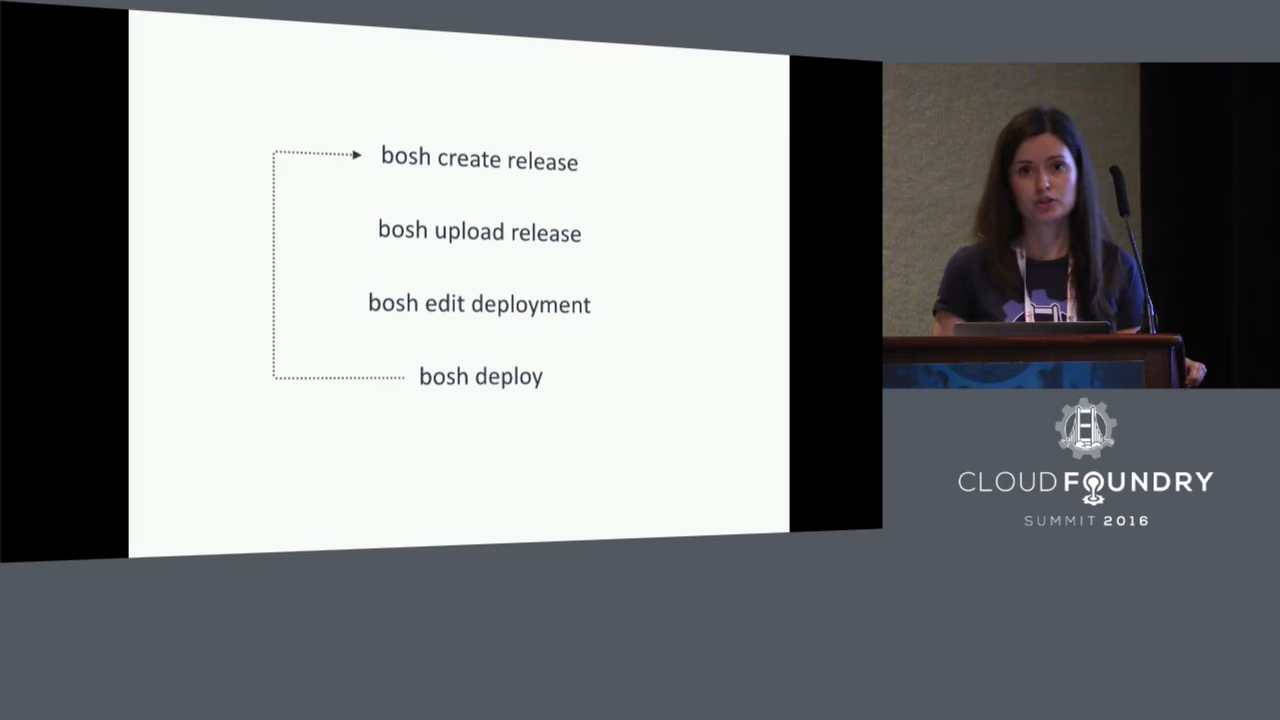 bosh create release
bosh upload release
bosh edit deployment
bosh deploy
CLOUD FOUNDRY
SUMMIT 2016